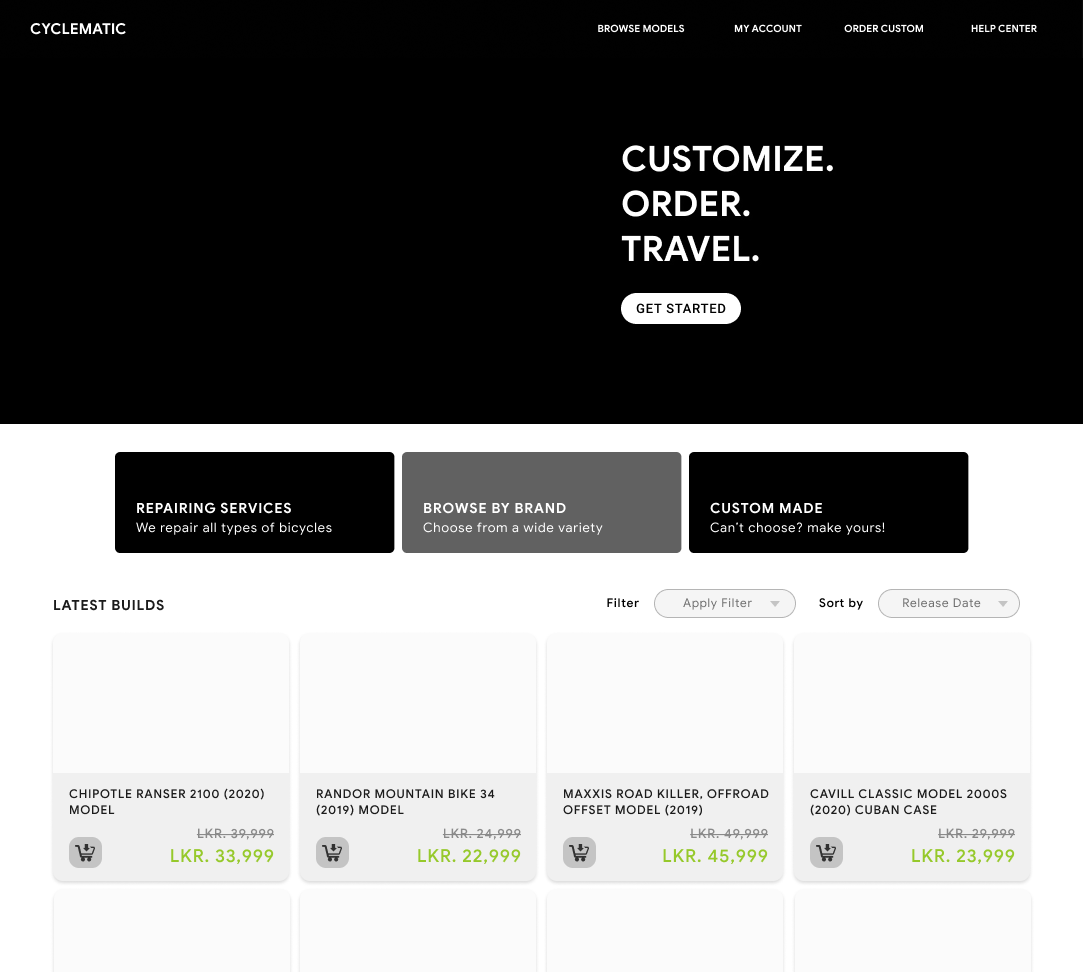 CYCLEMATIC
BROWSE MODELS
MY ACCOUNT
ORDER CUSTOM
HELP CENTER
CUSTOMIZE.
ORDER.
TRAVEL.
GET STARTED
REPAIRING SERVICES
We repair all types of bicycles
BROWSE BY BRAND
Choose from a wide variety
CUSTOM MADE
Can't choose? make yours!
LATEST BUILDS
Filter
Apply Filter
Sort by
Release Date
CHIPOTLE RANSER 2100 (2020)
MODEL
LKR. 39,999
LKR. 33,999
RANDOR MOUNTAIN BIKE 34
(2019) MODEL
LKR. 24,999
LKR. 22,999
MAXXIS ROAD KILLER, OFFROAD
OFFSET MODEL (2019)
LKR. 49,999
LKR. 45,999
CAVILL CLASSIC MODEL 2000S
(2020) CUBAN CASE
LKR. 29,999
LKR. 23,999